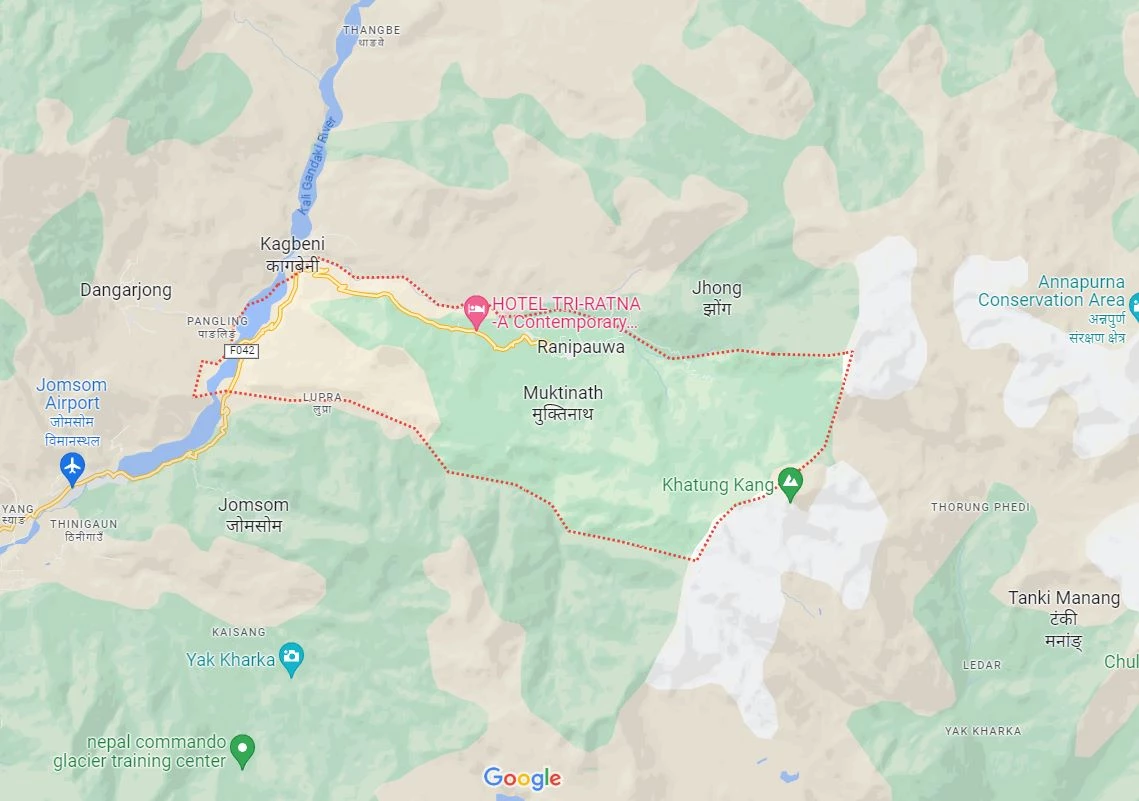 THANGBE
थाङवे
Kali Gandaki River
Kagbeni
कागबेनीं
Dangarjong
PANGLING
पाङलिङ
F042
HOTEL TRI-RATNA
-A Contemporary...
Ranipauwa
Jhong
झोंग
Annapurna
Conservation Area
अन्नपुर्ण
संरक्षण क्षेत्र
Jomsom
Airport
जोमसोम
विमानस्थल
LUPRA
लुप्रा
Muktinath
मुक्तिनाथ
Khatung Kang
YANG
स्याङ
THINIGAUN
ठिनीगाउँ
Jomsom
जोमसोम
THORUNG PHEDI
Tanki Manang
टंकी
मनांङ्
KAISANG
Yak Kharka
LEDAR
Chul
YAK KHARKA
nepal commando
glacier training center
Google